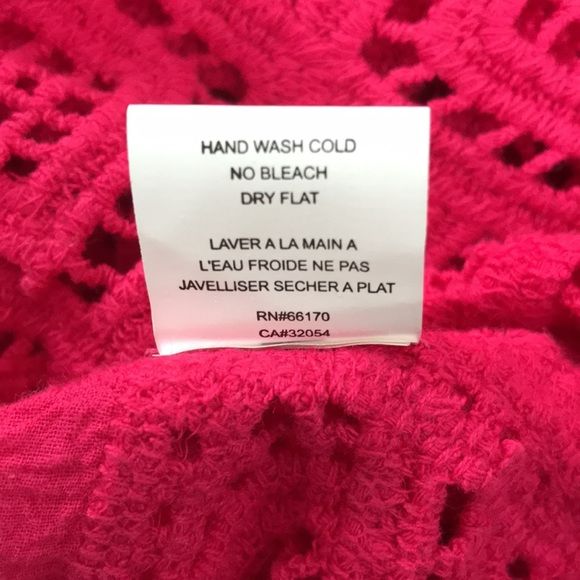 HAND WASH COLD
NO BLEACH
DRY FLAT
LAVER A LA MAIN A
L'EAU FROIDE NE PAS
JAVELLISER SECHER A PLAT
RN#66170
CA#32054